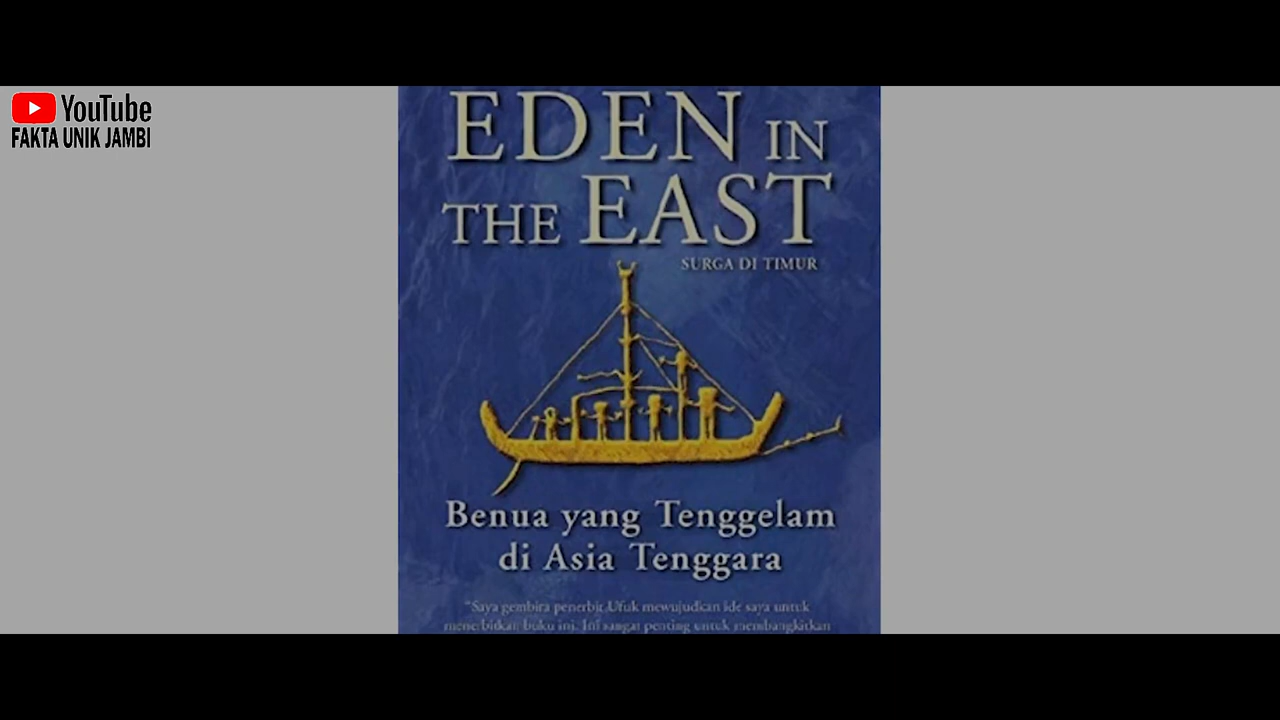 YouTube
FAKTA UNIK JAMBI
EDEN IN
THE EAST
SURGA DI TIMUR
Benua yang Tenggelam
di Asia Tenggara
“Saya gembira penerbit Ufuk mewujudkan ide saya untuk
menerbitkan buku ini. Ini sangat penting untuk membangkitkan